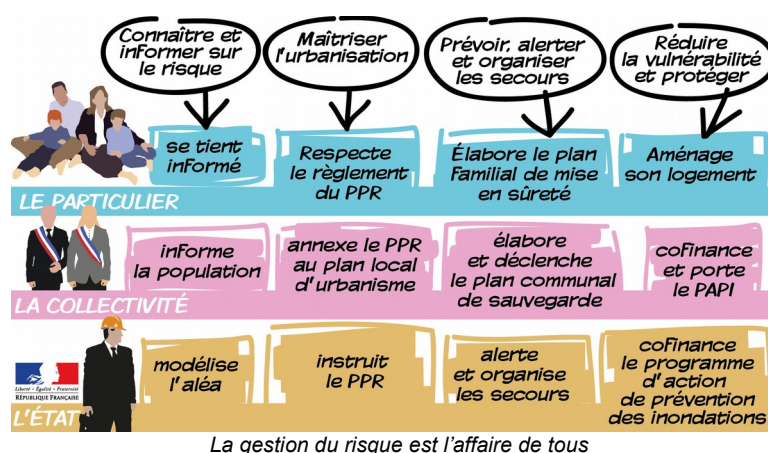 Connaître et
informer sur
le risque
Maîtriser
l'urbanisation
Prévoir, alerter
et organiser
les secours
Réduire
la vulnérabilité
et protéger
se tient
informé
Respecte
le règlement
du PPR
Élabore le plan
familial de mise
en sûreté
Aménage
son logement
LE PARTICULIER
informe
la population
annexe le PPR
au plan local
d'urbanisme
élabore
et déclenche
le plan communal
de sauvegarde
cofinance
et porte
le PAPI
LA COLLECTIVITÉ
modélise
l'aléa
instruit
le PPR
alerte
et organise
les secours
cofinance
le programme
d'action
de prévention
des inondations
Liberté • Égalité • Fraternité
RÉPUBLIQUE FRANÇAISE
L'ÉTAT
La gestion du risque est l'affaire de tous